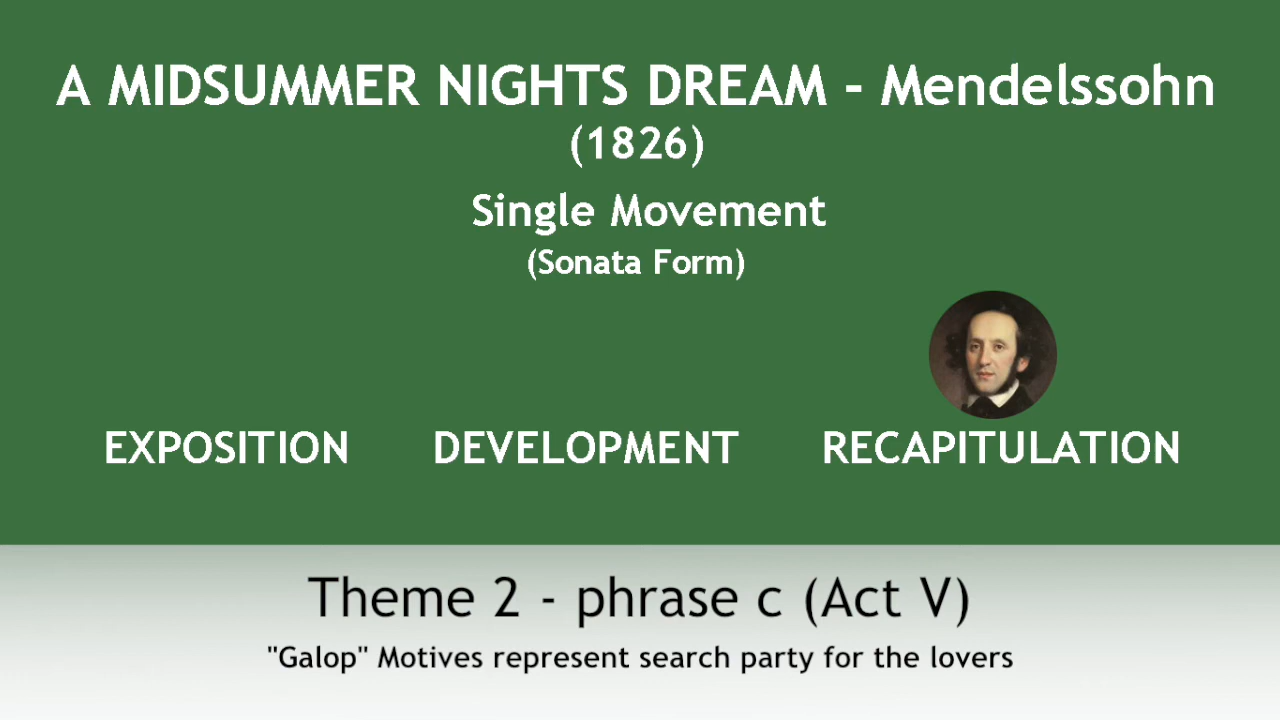 A MIDSUMMER NIGHTS DREAM - Mendelssohn
(1826)
Single Movement
(Sonata Form)
EXPOSITION DEVELOPMENT RECAPITULATION
Theme 2 - phrase c (Act V)
"Galop" Motives represent search party for the lovers